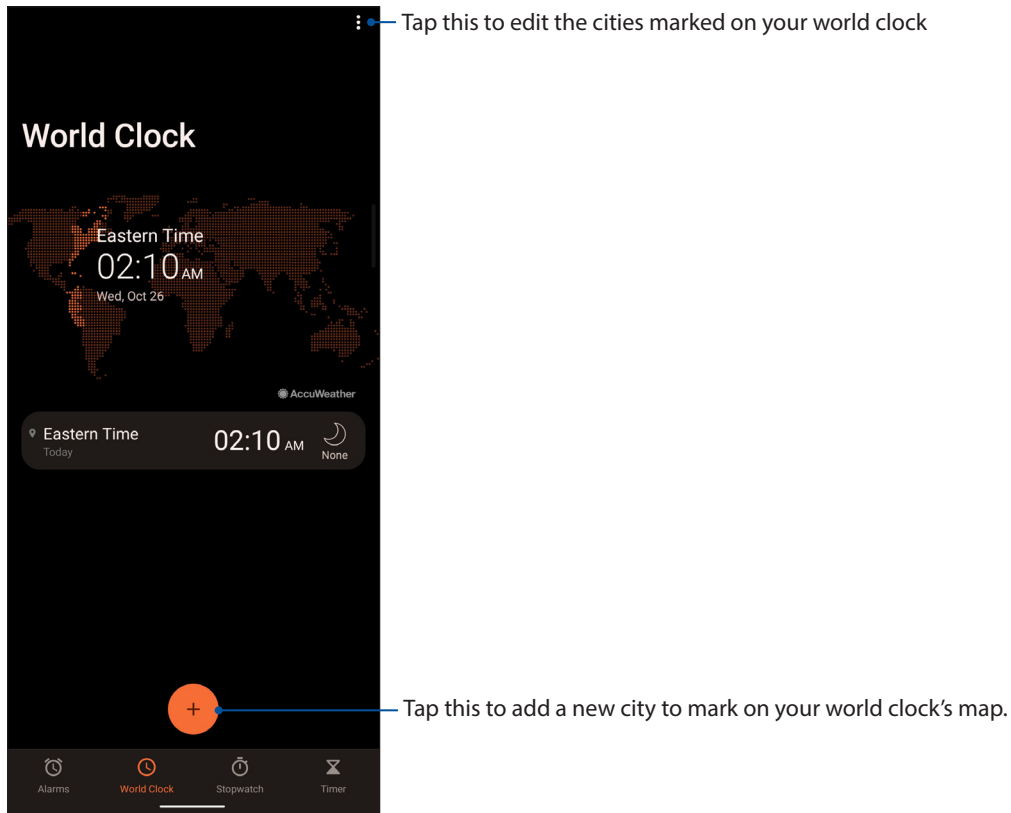 Tap this to edit the cities marked on your world clock
World Clock
Eastern Time
02:10 AM
Wed, Oct 26
AccuWeather
Eastern Time
Today
02:10 AM
None
Tap this to add a new city to mark on your world clock’s map.
Alarms
World Clock
Stopwatch
Timer